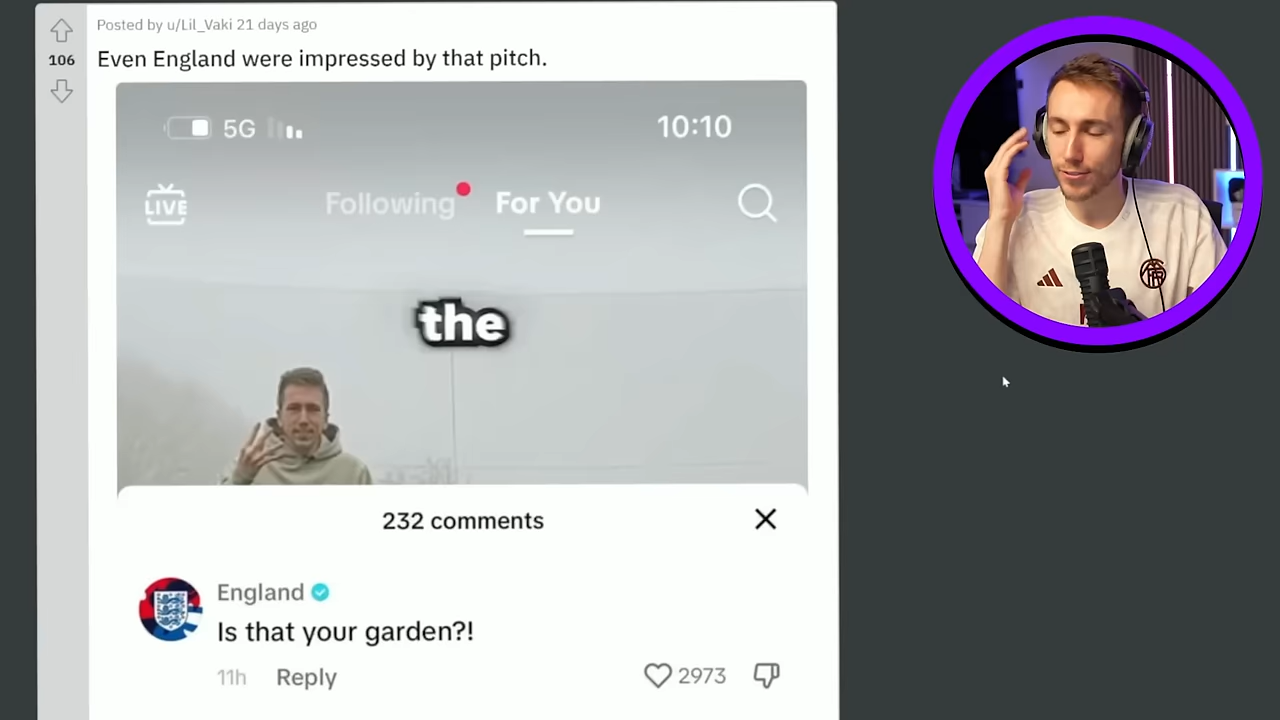 Posted by u/Lil_Vaki 21 days ago
106
Even England were impressed by that pitch.
5G
10:10
LIVE
Following
For You
the
232 comments
England
Is that your garden?!
11h
Reply
2973